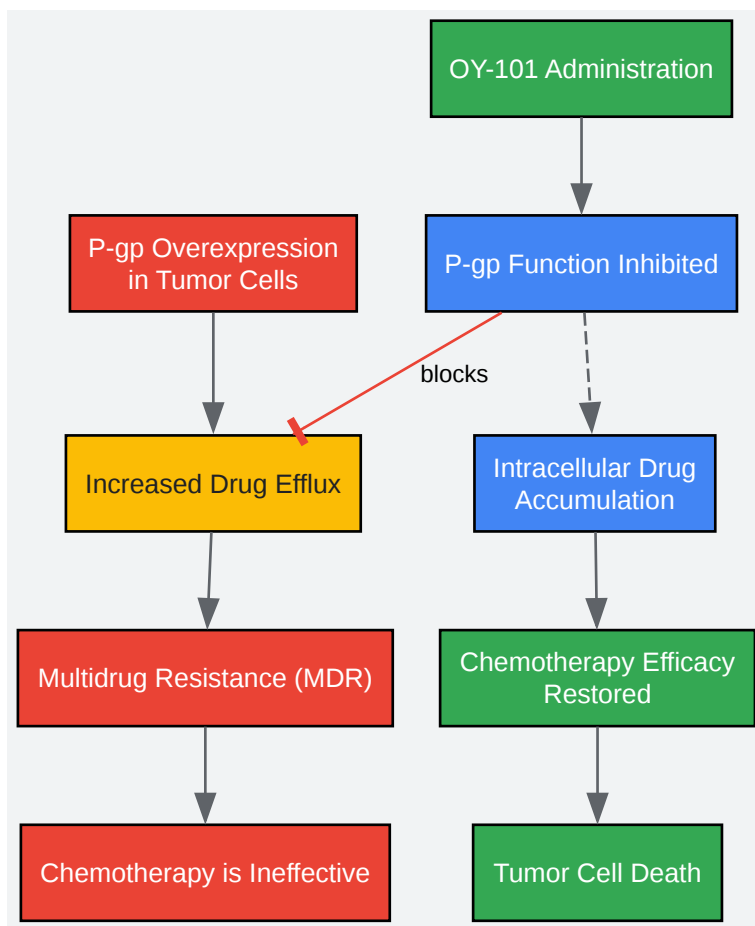 OY-101 Administration
P-gp Overexpression
in Tumor Cells
P-gp Function Inhibited
blocks
Increased Drug Efflux
Intracellular Drug
Accumulation
Multidrug Resistance (MDR)
Chemotherapy Efficacy
Restored
Chemotherapy is Ineffective
Tumor Cell Death